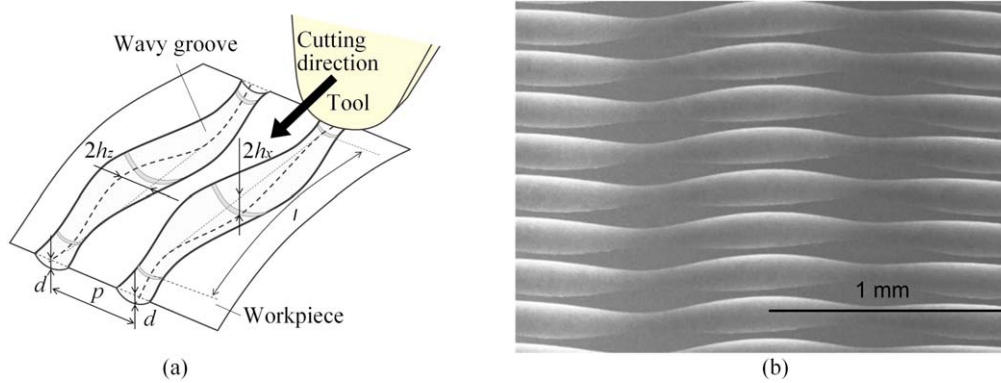 Wavy groove
Cutting
direction
Tool
2hz
2hx
l
d
p
d
Workpiece
1 mm
(a)
(b)